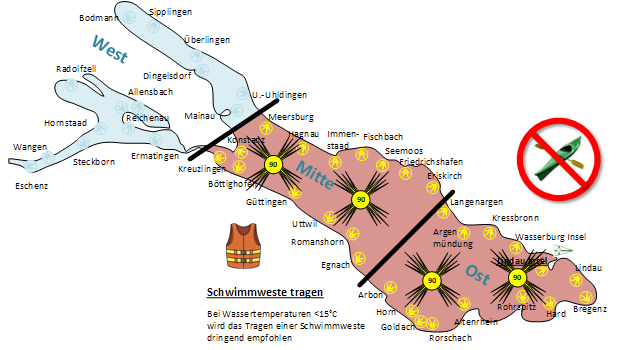 Sipplingen
Bodmann
Überlingen
West
Radolfzell
Dingelsdorf
Allensbach
U.-Uhldingen
Mainau
Meersburg
Hornstaad
Reichenau
Hagnau
Immen-
staad
Fischbach
Konstanz
Wangen
Seemoos
Steckborn
Ermatingen
Friedrichshafen
Kreuzlingen
90
Mitte
Eriskirch
Eschenz
Böttighofen
Güttingen
90
Langenargen
Kressbronn
Uttwil
Argen
mündung
Wasserburg Insel
Romanshorn
Lindau Insel
Egnach
Lindau
Ost
90
90
Schwimmweste tragen
Arbon
Rohrspitz
Bregenz
Horn
Hard
Bei Wassertemperaturen <15°C
wird das Tragen einer Schwimmweste
dringend empfohlen
Altenrhein
Goldach
Rorschach